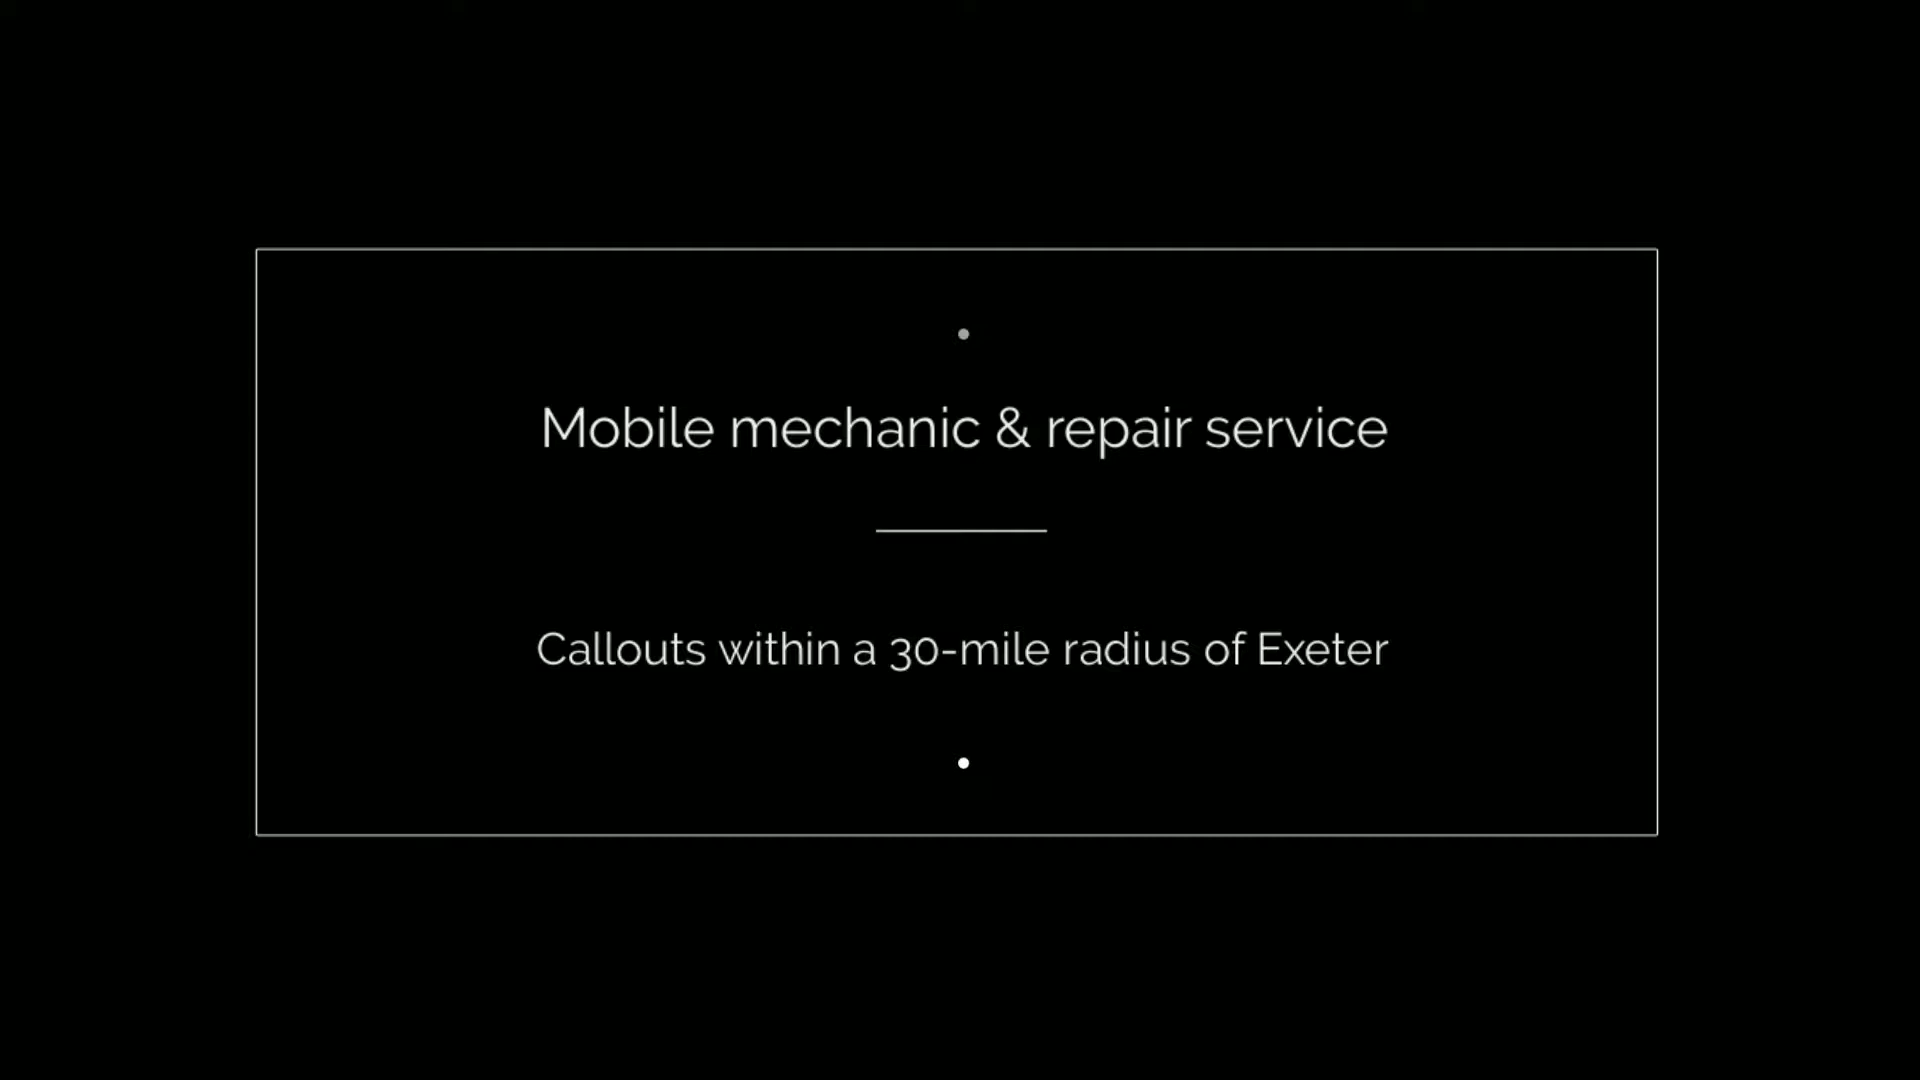 Mobile mechanic & repair service
Callouts within a 30-mile radius of Exeter